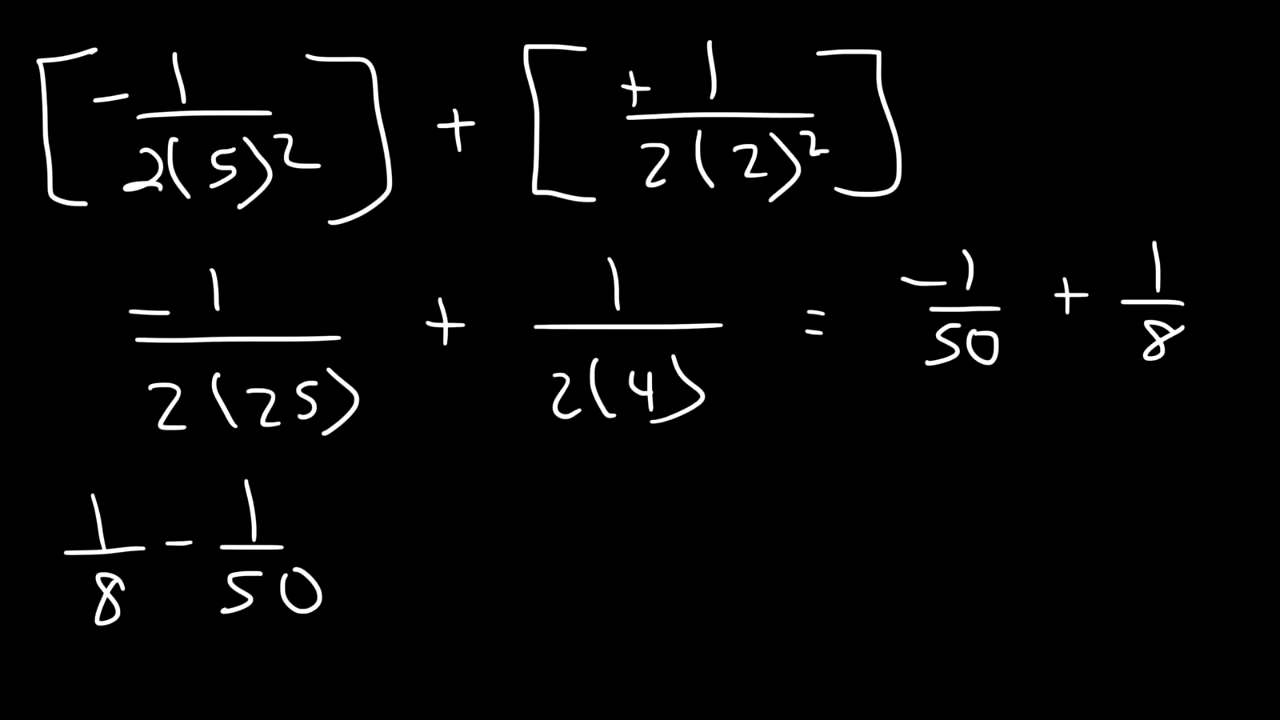 [-1/2(5)²] + [+1/2(2)²]
-1/2(25) + 1/2(4) = -1/50 + 1/8
1/8 - 1/50